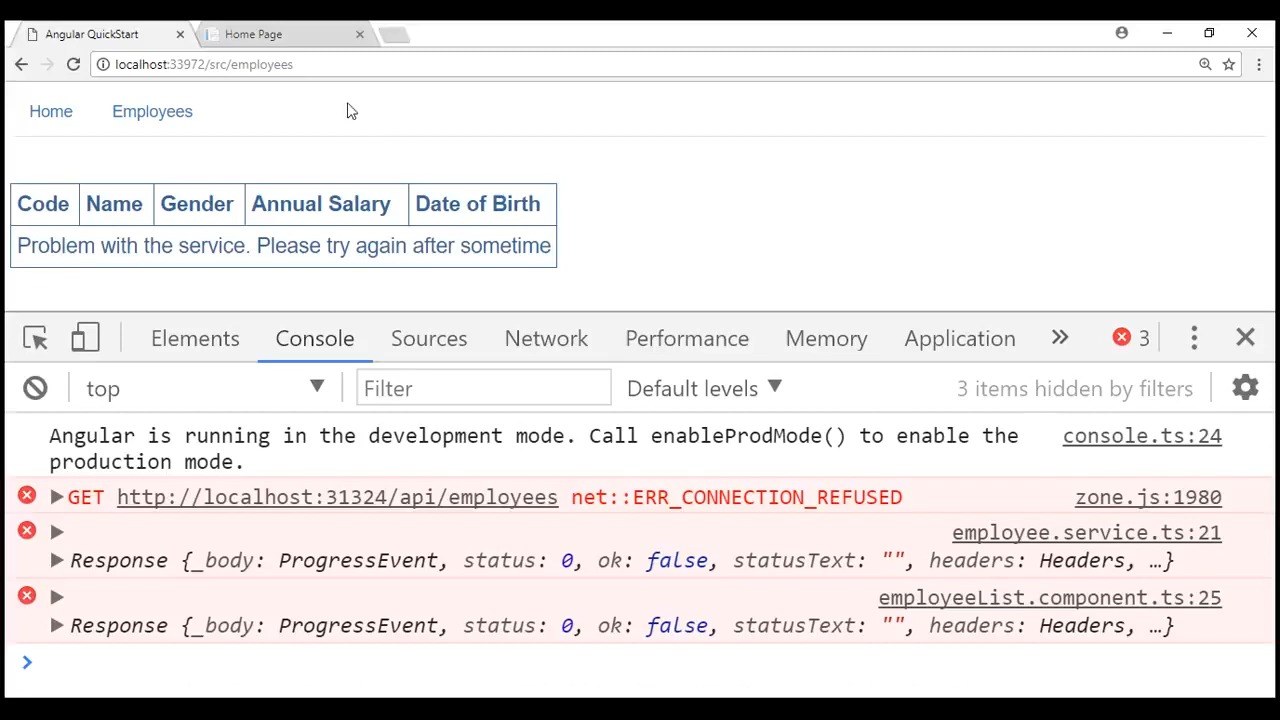 Angular QuickStart Home Page
localhost:33972/src/employees
Home Employees
Code Name Gender Annual Salary Date of Birth
Problem with the service. Please try again after sometime
Elements Console Sources Network Performance Memory Application 3
top Filter Default levels 3 items hidden by filters
Angular is running in the development mode. Call enableProdMode() to enable the console.ts:24
production mode.
GET http://localhost:31324/api/employees net::ERR_CONNECTION_REFUSED zone.js:1980
employee.service.ts:21
Response {_body: ProgressEvent, status: 0, ok: false, statusText: "", headers: Headers, …}
employeeList.component.ts:25
Response {_body: ProgressEvent, status: 0, ok: false, statusText: "", headers: Headers, …}